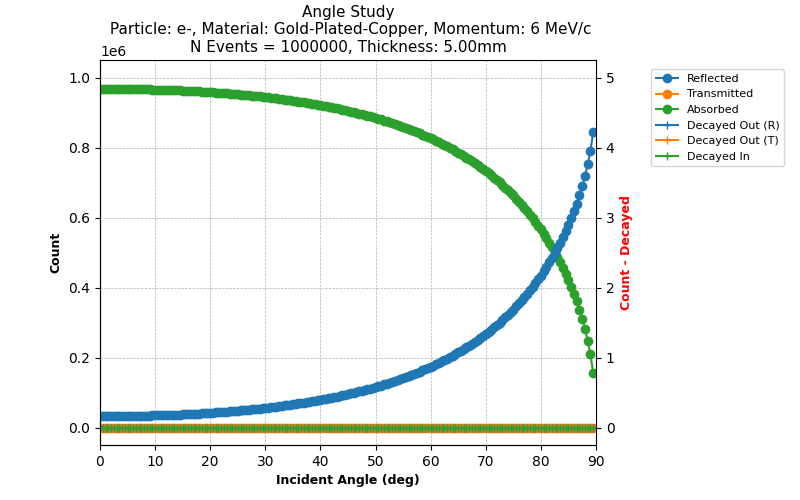 Angle Study
Particle: e-, Material: Gold-Plated-Copper, Momentum: 6 MeV/c
N Events = 1000000, Thickness: 5.00mm
1e6
1.0
0.8
0.6
0.4
0.2
0.0
Count
5
4
3
2
1
0
Count - Decayed
0 10 20 30 40 50 60 70 80 90
Incident Angle (deg)
Reflected
Transmitted
Absorbed
Decayed Out (R)
Decayed Out (T)
Decayed In